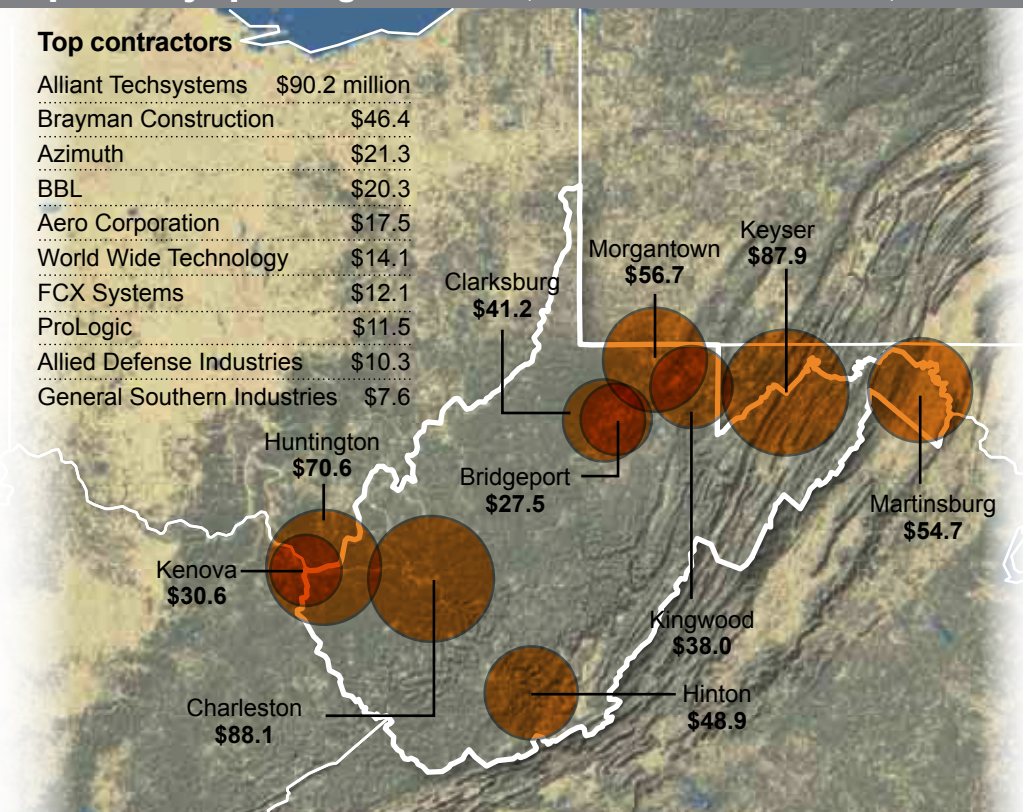 Top contractors
Alliant Techsystems $90.2 million
Brayman Construction $46.4
Azimuth $21.3
BBL $20.3
Aero Corporation $17.5
World Wide Technology $14.1
FCX Systems $12.1
ProLogic $11.5
Allied Defense Industries $10.3
General Southern Industries $7.6
Keyser
$87.9
Morgantown
$56.7
Clarksburg
$41.2
Huntington
$70.6
Bridgeport
$27.5
Martinsburg
$54.7
Kenova
$30.6
Kingwood
$38.0
Charleston
$88.1
Hinton
$48.9